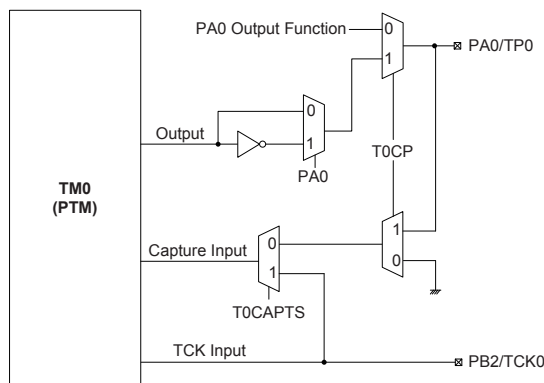 PA0 Output Function
0
1
PA0/TP0
0
1
Output
PA0
T0CP
TM0
(PTM)
Capture Input
0
1
1
0
T0CAPTS
TCK Input
PB2/TCK0